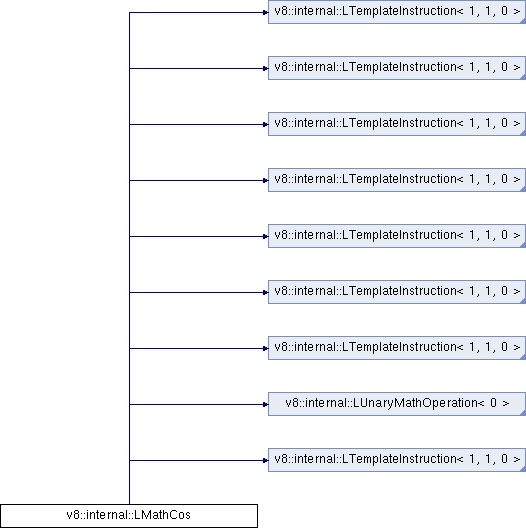 v8::internal::LTemplateInstruction< 1, 1, 0 >
v8::internal::LTemplateInstruction< 1, 1, 0 >
v8::internal::LTemplateInstruction< 1, 1, 0 >
v8::internal::LTemplateInstruction< 1, 1, 0 >
v8::internal::LTemplateInstruction< 1, 1, 0 >
v8::internal::LTemplateInstruction< 1, 1, 0 >
v8::internal::LTemplateInstruction< 1, 1, 0 >
v8::internal::LUnaryMathOperation< 0 >
v8::internal::LTemplateInstruction< 1, 1, 0 >
v8::internal::LMathCos